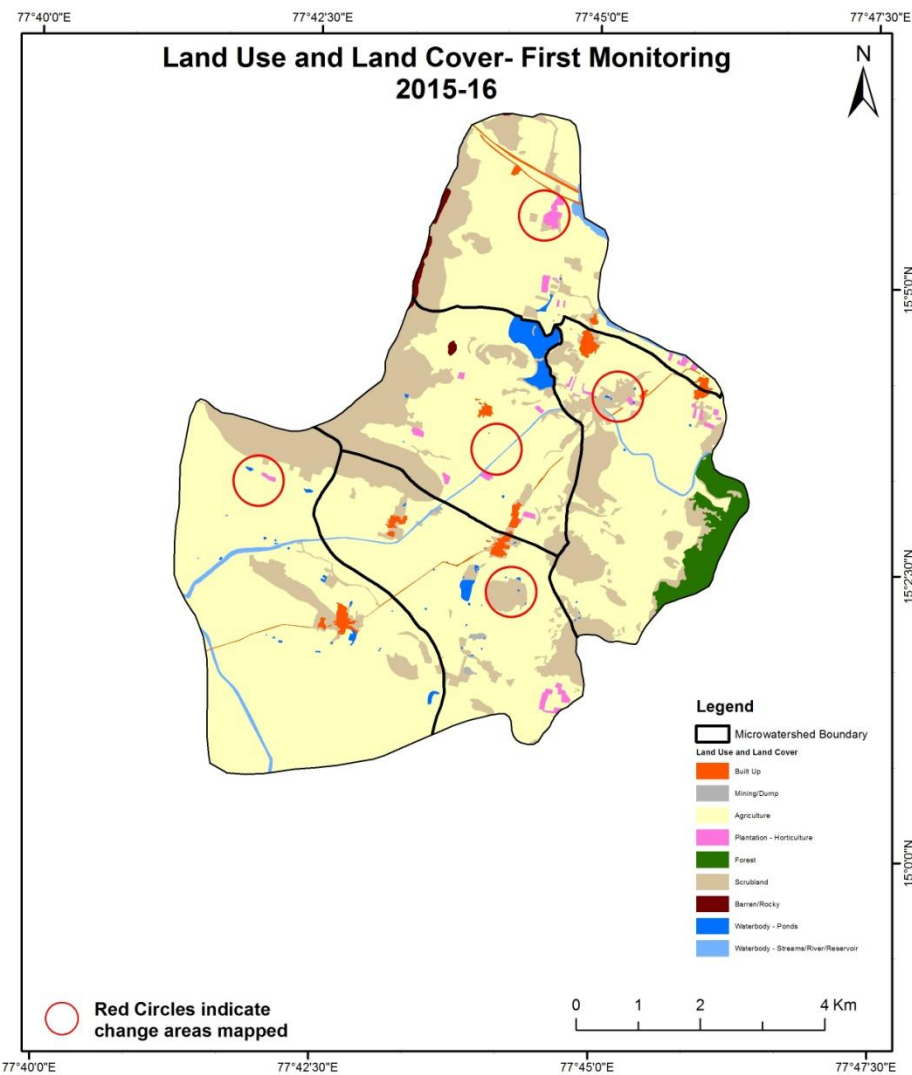 77°40'0"E
77°42'30"E
77°45'0"E
77°47'30"E
Land Use and Land Cover- First Monitoring
2015-16
N
15°5'0"N
15°2'30"N
15°0'0"N
Legend
Microwatershed Boundary
Land Use and Land Cover
Built Up
Mining/Dump
Agriculture
Plantation - Horticulture
Forest
Scrubland
Barren/Rocky
Waterbody - Ponds
Waterbody - Streams/River/Reservoir
Red Circles indicate
change areas mapped
0 1 2 4 Km
77°40'0"E
77°42'30"E
77°45'0"E
77°47'30"E